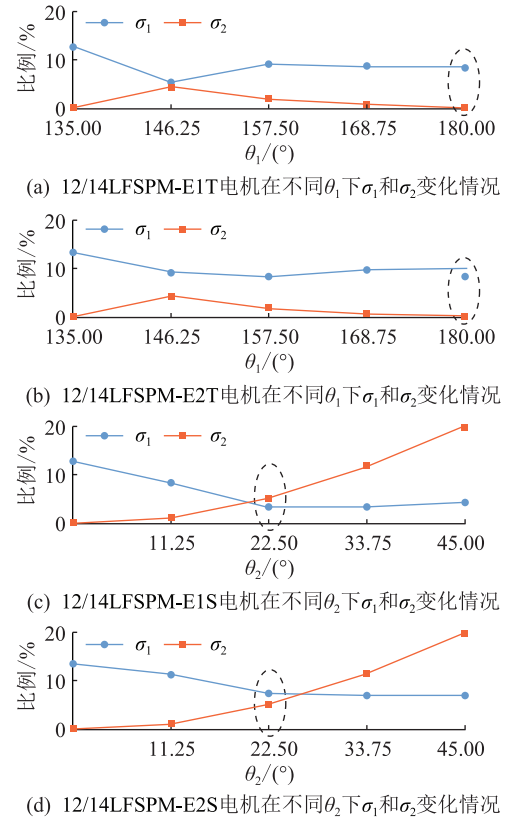 20
10
0
比例/%
σ₁ σ₂
135.00 146.25 157.50 168.75 180.00
θ₁/(°)
(a) 12/14LFSPM-E1T电机在不同θ₁下σ₁和σ₂变化情况
20
10
0
比例/%
σ₁ σ₂
135.00 146.25 157.50 168.75 180.00
θ₁/(°)
(b) 12/14LFSPM-E2T电机在不同θ₁下σ₁和σ₂变化情况
20
10
0
比例/%
σ₁ σ₂
11.25 22.50 33.75 45.00
θ₂/(°)
(c) 12/14LFSPM-E1S电机在不同θ₂下σ₁和σ₂变化情况
20
10
0
比例/%
σ₁ σ₂
11.25 22.50 33.75 45.00
θ₂/(°)
(d) 12/14LFSPM-E2S电机在不同θ₂下σ₁和σ₂变化情况